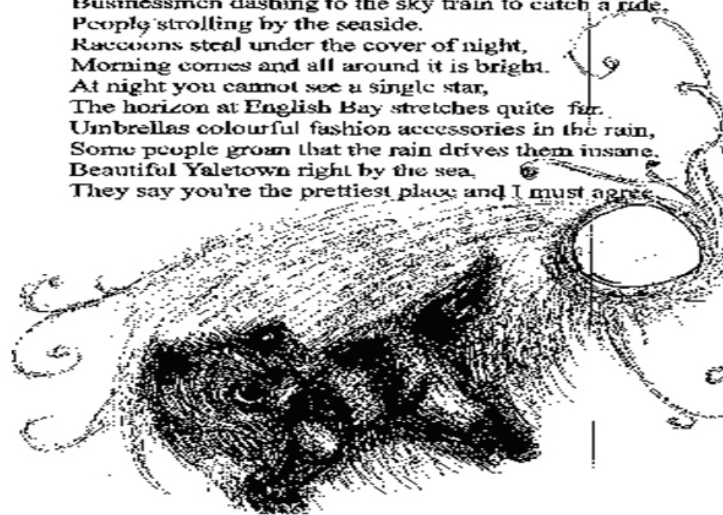 Businessmen dashing to the sky train to catch a ride,
People strolling by the seaside.
Raccoons steal under the cover of night,
Morning comes and all around it is bright.
At night you cannot see a single star,
The horizon at English Bay stretches quite far.
Umbrellas colourful fashion accessories in the rain,
Some people groan that the rain drives them insane.
Beautiful Yaletown right by the sea,
They say you're the prettiest place and I must agree